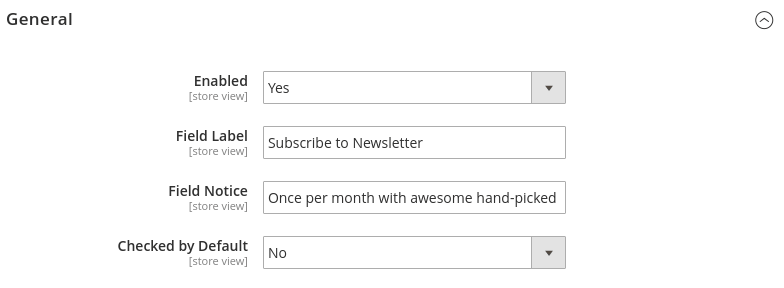 General
Enabled
[store view]
Yes
Field Label
[store view]
Subscribe to Newsletter
Field Notice
[store view]
Once per month with awesome hand-picked
Checked by Default
[store view]
No